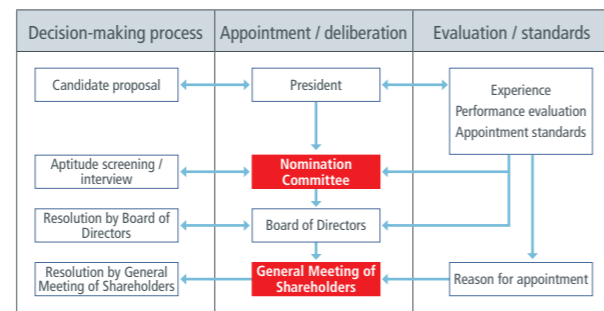 Decision-making process
Appointment / deliberation
Evaluation / standards
Candidate proposal
President
Experience
Performance evaluation
Appointment standards
Aptitude screening /
interview
Nomination
Committee
Resolution by Board of
Directors
Board of Directors
Resolution by General
Meeting of Shareholders
General Meeting of
Shareholders
Reason for appointment